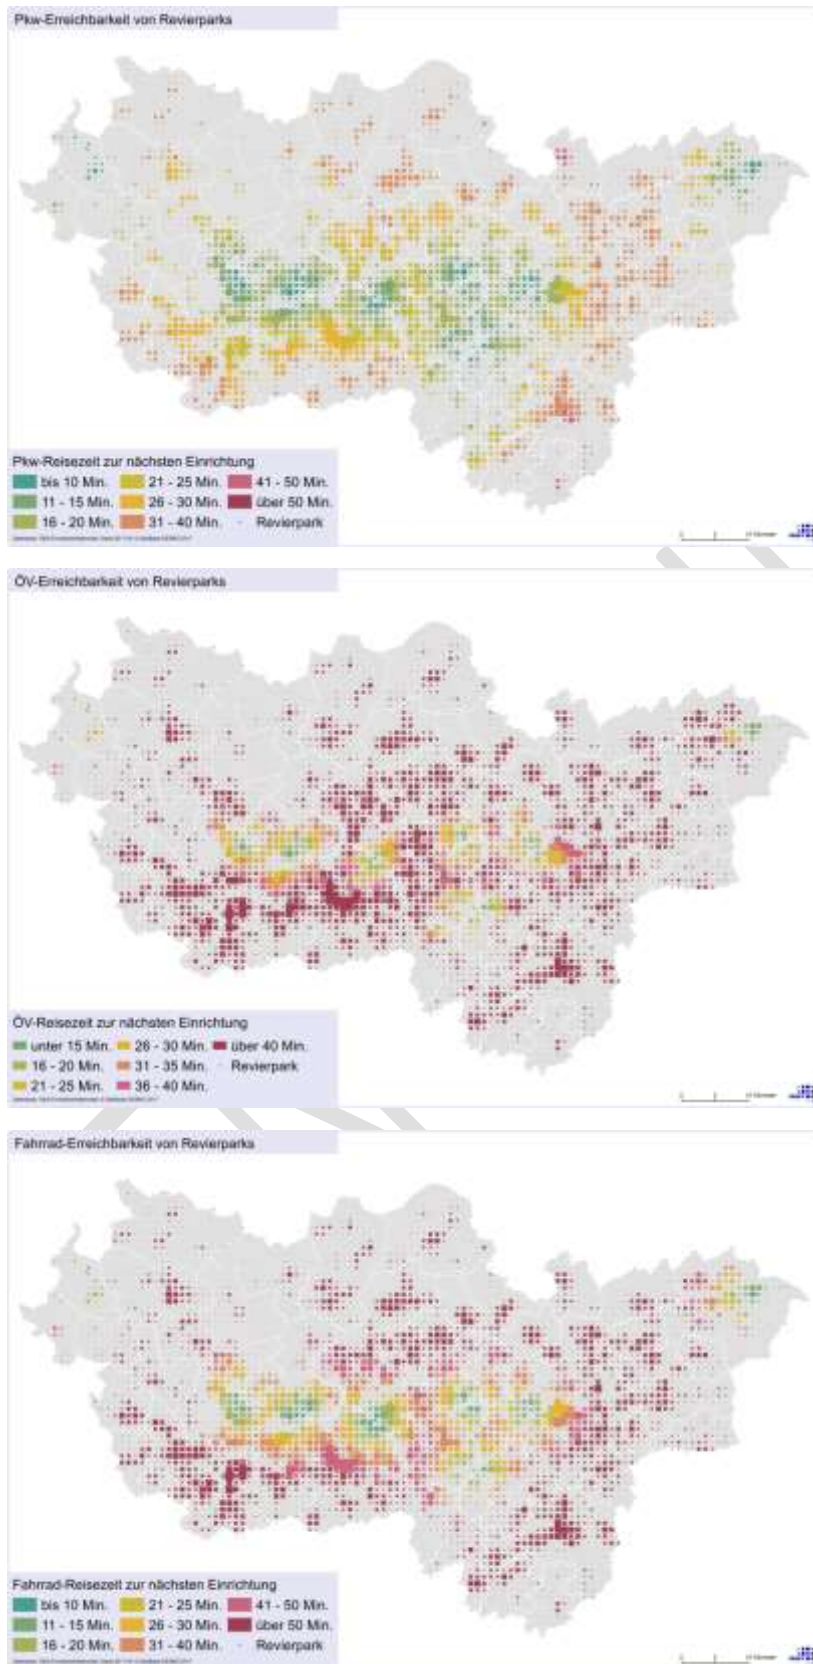 Pkw-Erreichbarkeit von Revierparks
Pkw-Reisezeit zur nächsten Einrichtung
bis 10 Min. 21 - 25 Min. 41 - 50 Min.
11 - 15 Min. 26 - 30 Min. über 50 Min.
16 - 20 Min. 31 - 40 Min. Revierpark
ÖV-Erreichbarkeit von Revierparks
ÖV-Reisezeit zur nächsten Einrichtung
unter 15 Min. 26 - 30 Min. über 40 Min.
16 - 20 Min. 31 - 35 Min. Revierpark
21 - 25 Min. 36 - 40 Min.
Fahrrad-Erreichbarkeit von Revierparks
Fahrrad-Reisezeit zur nächsten Einrichtung
bis 10 Min. 21 - 25 Min. 41 - 50 Min.
11 - 15 Min. 26 - 30 Min. über 50 Min.
16 - 20 Min. 31 - 40 Min. Revierpark